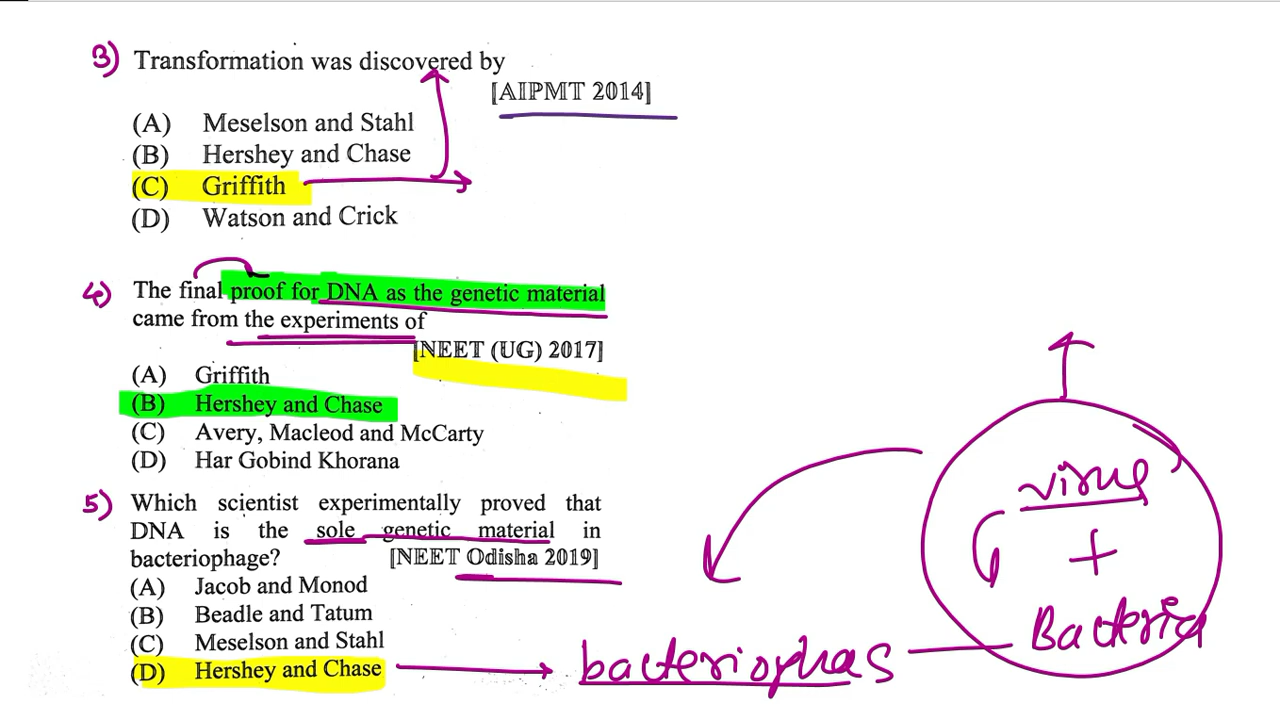 3) Transformation was discovered by
[AIPMT 2014]
(A) Meselson and Stahl
(B) Hershey and Chase
(C) Griffith
(D) Watson and Crick
4) The final proof for DNA as the genetic material
came from the experiments of
[NEET (UG) 2017]
(A) Griffith
(B) Hershey and Chase
(C) Avery, Macleod and McCarty
(D) Har Gobind Khorana
5) Which scientist experimentally proved that
DNA is the sole genetic material in
bacteriophage? [NEET Odisha 2019]
(A) Jacob and Monod
(B) Beadle and Tatum
(C) Meselson and Stahl
(D) Hershey and Chase
virus
+
Bacteria
bacteriophas